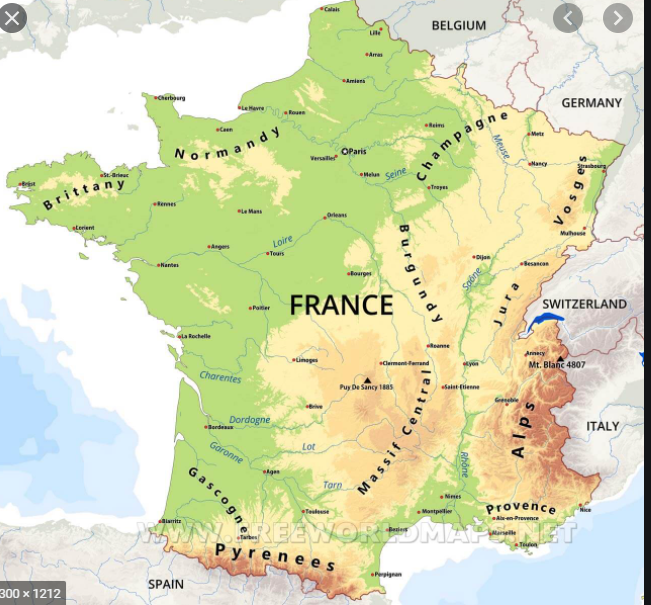 Calais
BELGIUM
Lille
Arras
Amiens
GERMANY
Cherbourg
Le Havre
Rouen
Caen
Reims
Champagne
Metz
Normandy
Versailles
Paris
Meuse
Nancy
Strasbourg
Seine
Melun
Troyes
Vosges
St.-Brieuc
Brest
Brittany
Rennes
Le Mans
Orleans
Lorient
Mulhouse
Burgundy
Angers
Loire
Tours
Dijon
Besancon
Nantes
Bourges
Saône
Jura
FRANCE
SWITZERLAND
Poitier
La Rochelle
Roanne
Annecy
Limoges
Clermont-Ferrand
Lyon
Mt. Blanc 4807
Charentes
Puy De Sancy 1885
Saint-Etienne
Grenoble
Brive
Massif Central
Alps
Dordogne
Bordeaux
ITALY
Garonne
Lot
Rhône
Agen
Tarn
Gascogne
Nimes
Provence
Toulouse
Montpellier
Nice
Aix-en-Provence
Biarritz
WWW.FREEWORLDMAPS.NET
Beziers
Marseille
Tarbes
Toulon
Pyrenees
Perpignan
SPAIN
300 × 1212